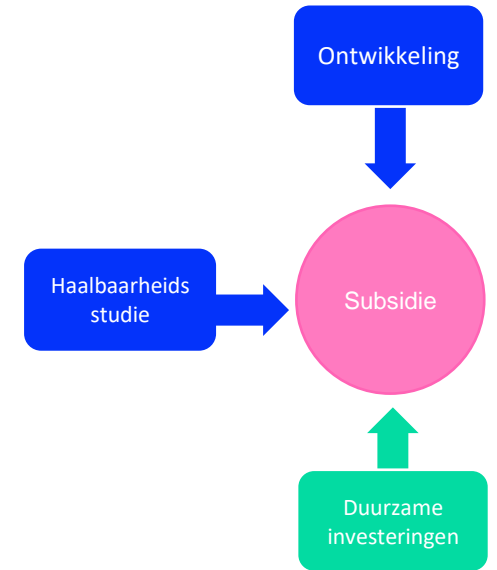 Ontwikkeling
Haalbaarheids
studie
Subsidie
Duurzame
investeringen